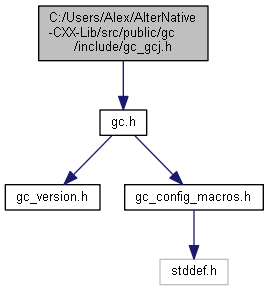 C:/Users/Alex/AlterNative
-CXX-Lib/src/public/gc
/include/gc_gcj.h
gc.h
gc_version.h
gc_config_macros.h
stddef.h